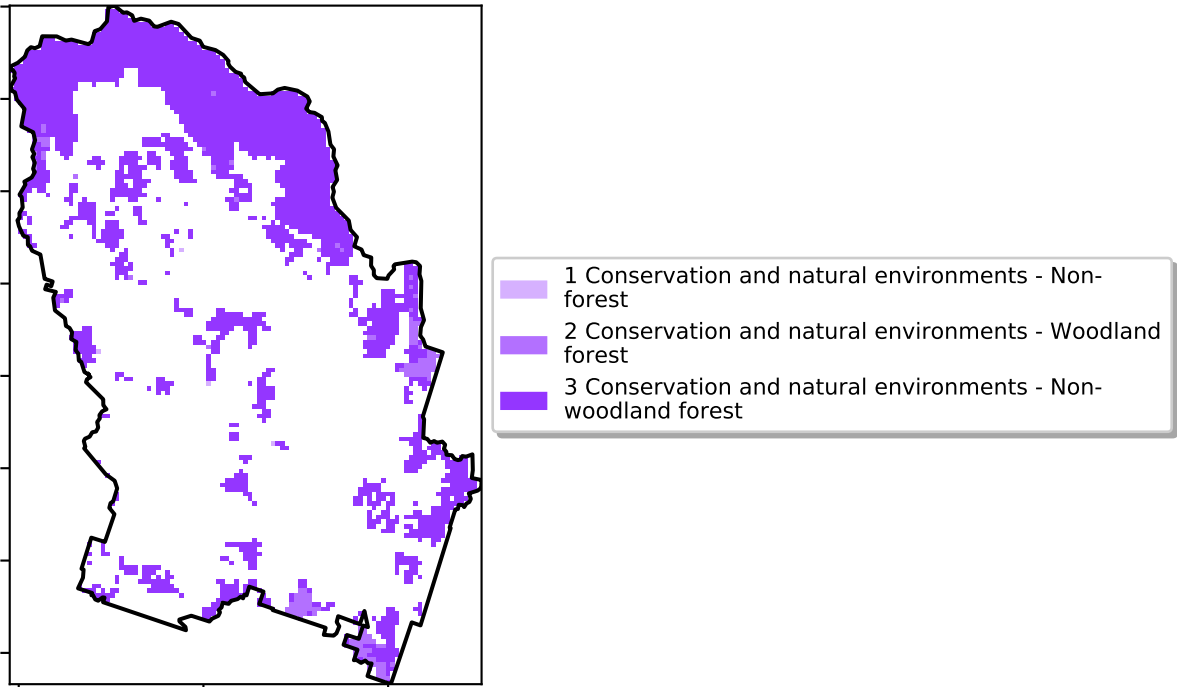 1 Conservation and natural environments - Non-
forest
2 Conservation and natural environments - Woodland
forest
3 Conservation and natural environments - Non-
woodland forest